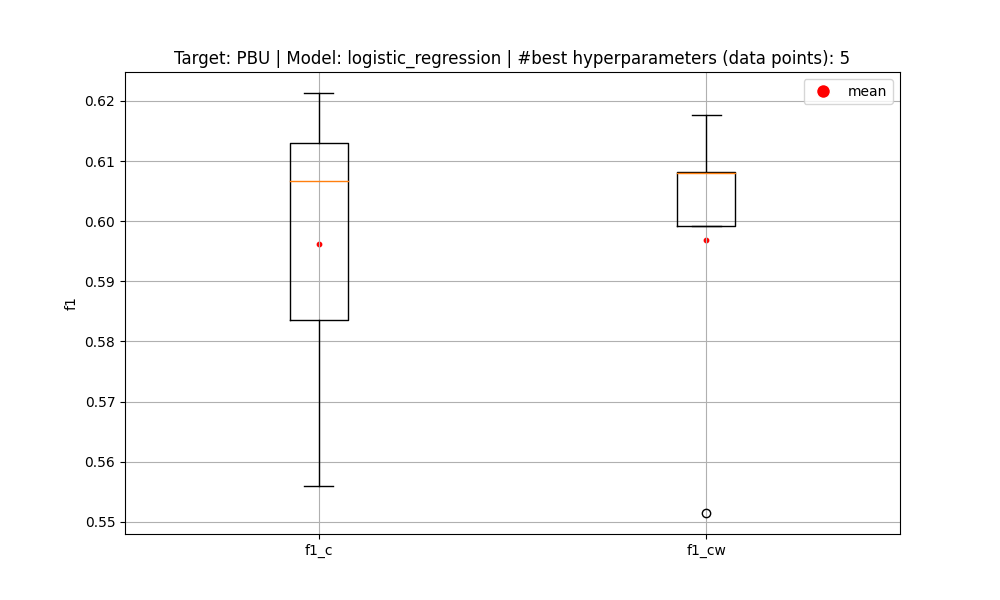 Target: PBU | Model: logistic_regression | #best hyperparameters (data points): 5
mean
0.62
0.61
0.60
0.59
0.58
0.57
0.56
0.55
f1
f1_c
f1_cw